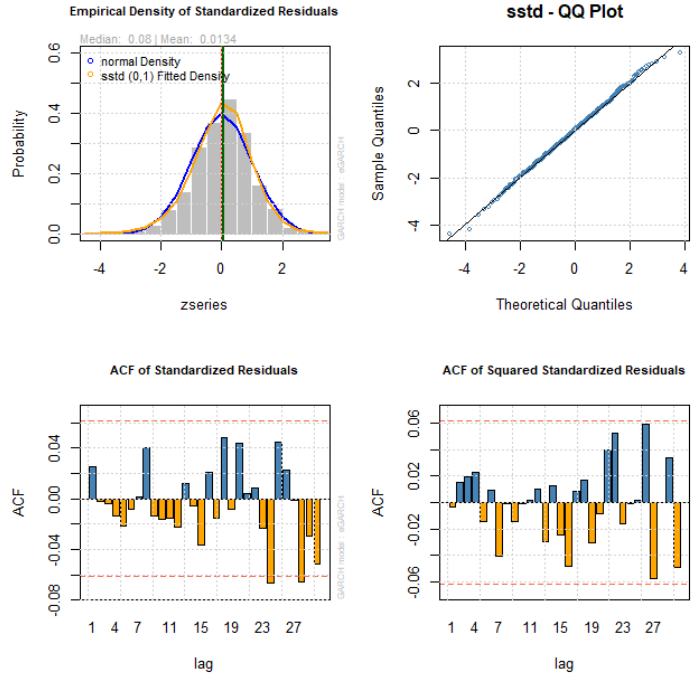 Empirical Density of Standardized Residuals
Median: 0.08 | Mean: 0.0134
normal Density
sstd (0,1) Fitted Density
Probability
0.0 0.2 0.4 0.6
-4 -2 0 2
zseries
GARCH model : eGARCH
sstd - QQ Plot
Sample Quantiles
-4 -2 0 2
-4 -2 0 2 4
Theoretical Quantiles
ACF of Standardized Residuals
ACF
-0.08 -0.04 0.00 0.04
1 4 7 11 15 19 23 27
lag
GARCH model : eGARCH
ACF of Squared Standardized Residuals
ACF
-0.06 -0.02 0.02 0.06
1 4 7 11 15 19 23 27
lag